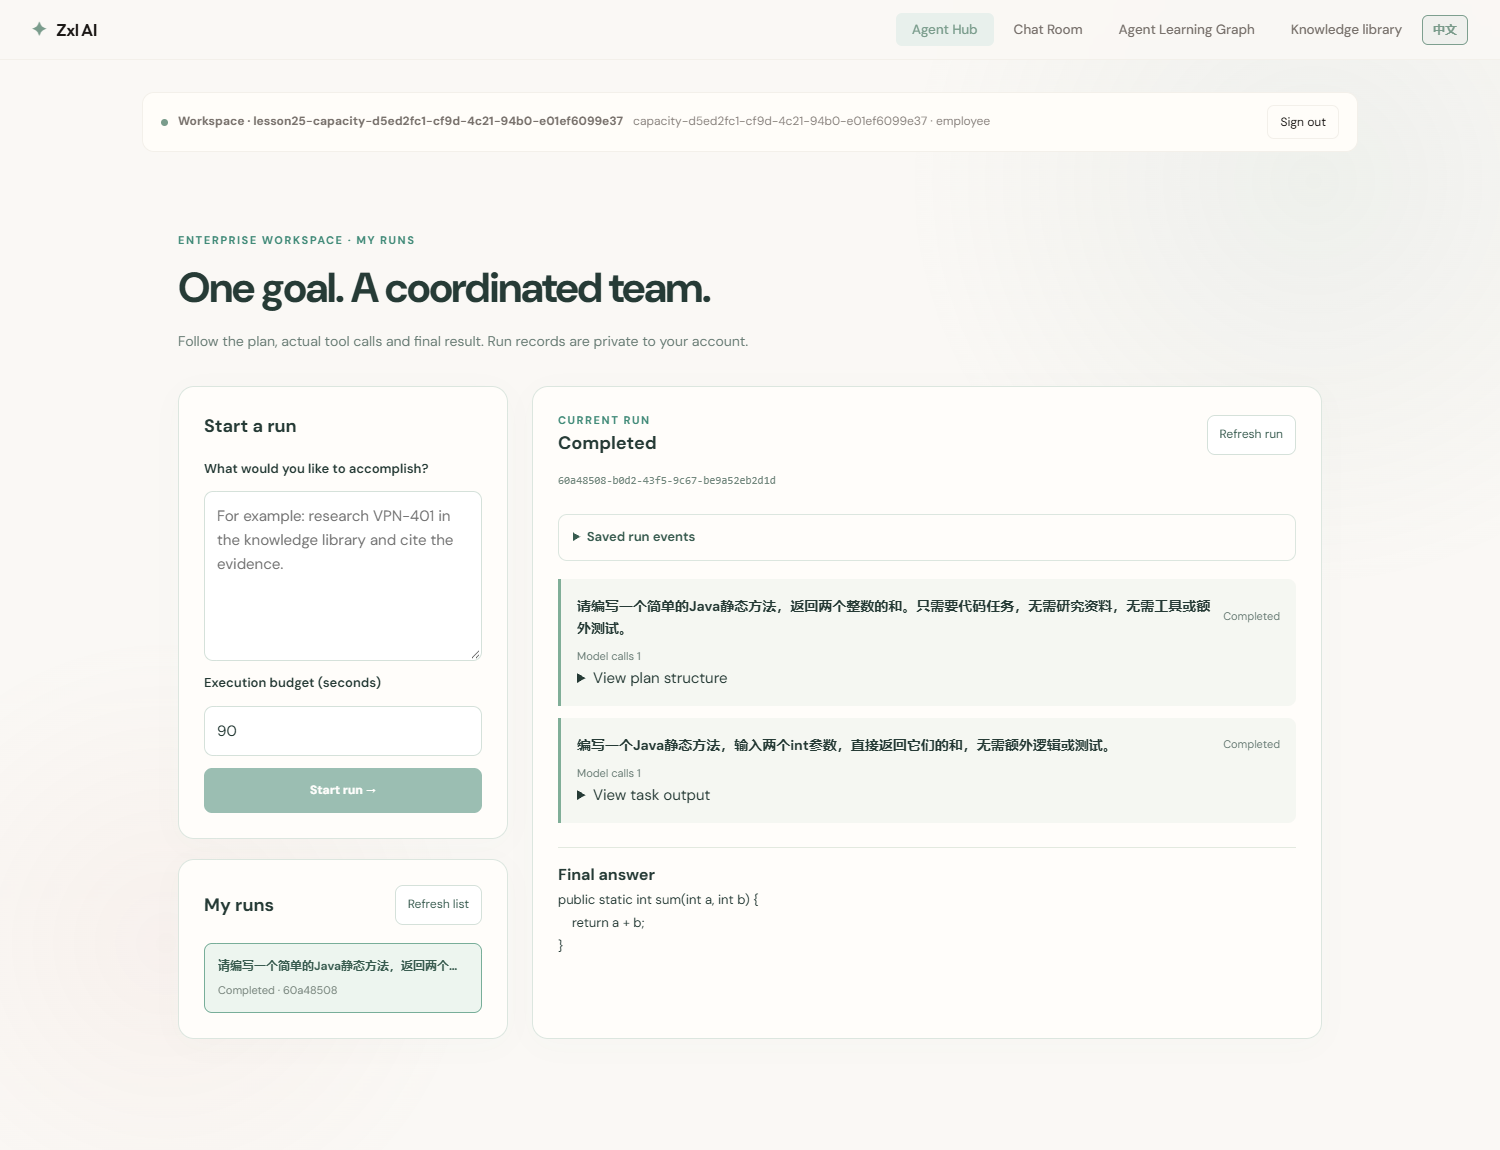 Zxl AI
Agent Hub
Chat Room
Agent Learning Graph
Knowledge library
中文
Workspace · lesson25-capacity-d5ed2fc1-cf9d-4c21-94b0-e01ef6099e37
capacity-d5ed2fc1-cf9d-4c21-94b0-e01ef6099e37 · employee
Sign out
ENTERPRISE WORKSPACE · MY RUNS
One goal. A coordinated team.
Follow the plan, actual tool calls and final result. Run records are private to your account.
Start a run
What would you like to accomplish?
For example: research VPN-401 in
the knowledge library and cite the
evidence.
Execution budget (seconds)
90
Start run →
My runs
Refresh list
请编写一个简单的Java静态方法，返回两个...
Completed · 60a48508
CURRENT RUN
Completed
Refresh run
60a48508-b0d2-43f5-9c67-be9a52eb2d1d
Saved run events
请编写一个简单的Java静态方法，返回两个整数的和。只需要代码任务，无需研究资料，无需工具或额
外测试。
Completed
Model calls 1
View plan structure
编写一个Java静态方法，输入两个int参数，直接返回它们的和，无需额外逻辑或测试。
Completed
Model calls 1
View task output
Final answer
public static int sum(int a, int b) {
return a + b;
}